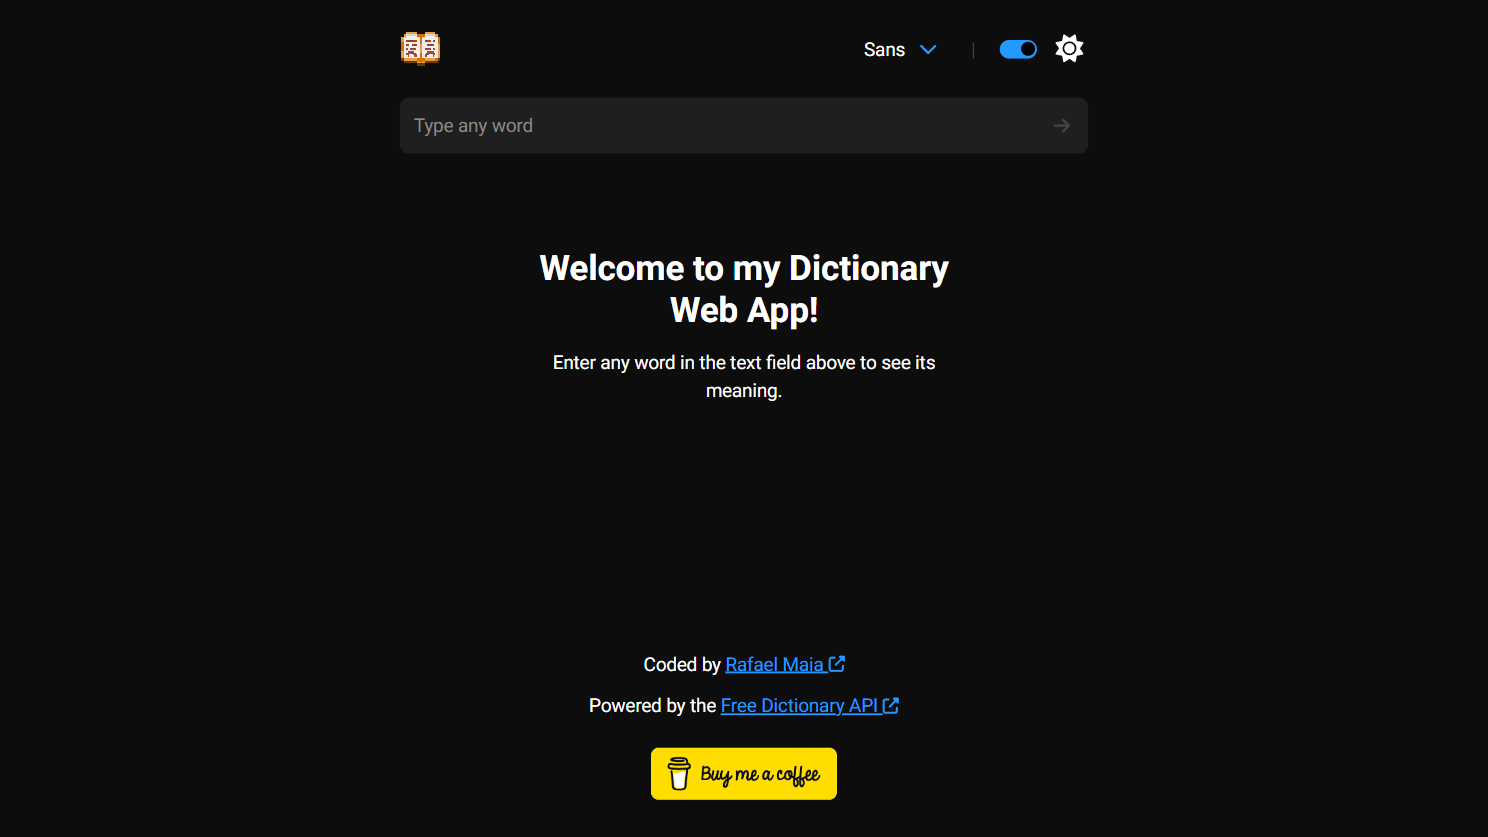 Sans
Type any word
Welcome to my Dictionary
Web App!
Enter any word in the text field above to see its
meaning.
Coded by Rafael Maia
Powered by the Free Dictionary API
Buy me a coffee